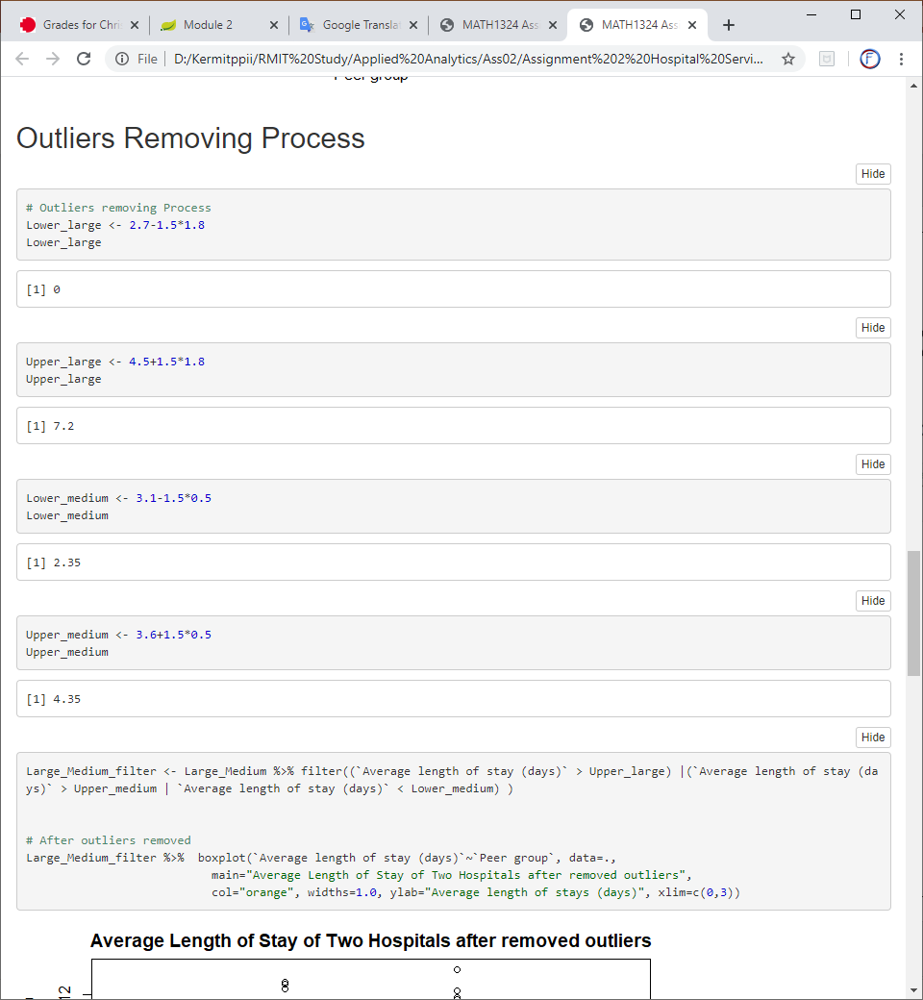 Grades for Chri
Module 2
Google Translat
MATH1324 Ass
MATH1324 Ass
File
D:/Kermitppii/RMIT%20Study/Applied%20Analytics/Ass02/Assignment%202%20Hospital%20Servi...
Peer group
Outliers Removing Process
Hide
# Outliers removing Process
Lower_large <- 2.7-1.5*1.8
Lower_large
[1] 0
Hide
Upper_large <- 4.5+1.5*1.8
Upper_large
[1] 7.2
Hide
Lower_medium <- 3.1-1.5*0.5
Lower_medium
[1] 2.35
Hide
Upper_medium <- 3.6+1.5*0.5
Upper_medium
[1] 4.35
Hide
Large_Medium_filter <- Large_Medium %>% filter((`Average length of stay (days)` > Upper_large) |(`Average length of stay (da
ys)` > Upper_medium | `Average length of stay (days)` < Lower_medium) )
# After outliers removed
Large_Medium_filter %>%  boxplot(`Average length of stay (days)`~`Peer group`, data=.,
main="Average Length of Stay of Two Hospitals after removed outliers",
col="orange", widths=1.0, ylab="Average length of stays (days)", xlim=c(0,3))
Average Length of Stay of Two Hospitals after removed outliers
12